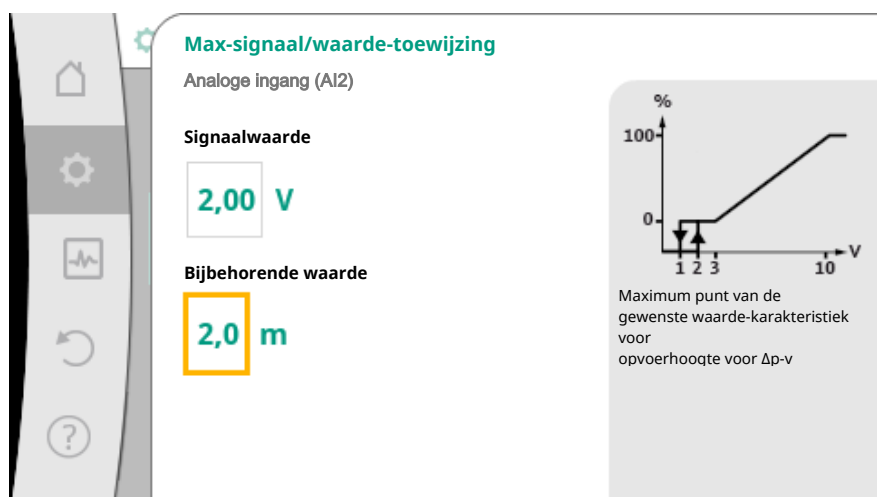 Max-signaal/waarde-toewijzing
Analoge ingang (AI2)
Signaalwaarde
2,00 V
Bijbehorende waarde
2,0 m
%
100
0
1 2 3 10 V
Maximum punt van de
gewenste waarde-karakteristiek
voor
opvoerhoogte voor Δp-v
?